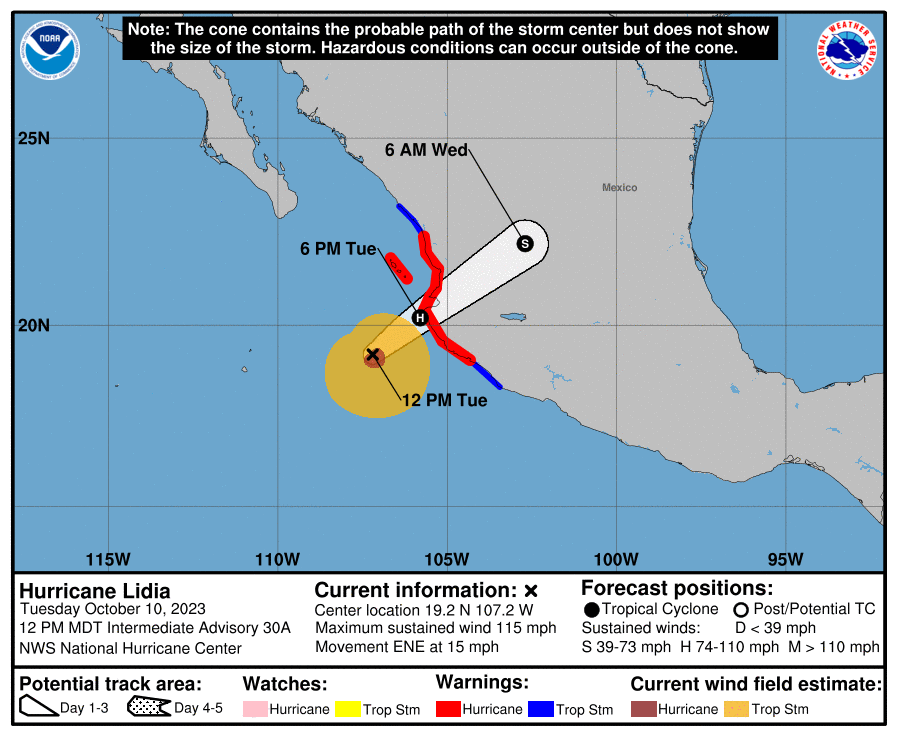 Note: The cone contains the probable path of the storm center but does not show
the size of the storm. Hazardous conditions can occur outside of the cone.
NOAA
NATIONAL WEATHER SERVICE
25N
20N
6 AM Wed
Mexico
6 PM Tue
S
H
12 PM Tue
115W 110W 105W 100W 95W
Hurricane Lidia
Tuesday October 10, 2023
12 PM MDT Intermediate Advisory 30A
NWS National Hurricane Center
Current information: ×
Center location 19.2 N 107.2 W
Maximum sustained wind 115 mph
Movement ENE at 15 mph
Forecast positions:
Tropical Cyclone Post/Potential TC
Sustained winds: D < 39 mph
S 39-73 mph H 74-110 mph M > 110 mph
Potential track area:
Day 1-3 Day 4-5
Watches:
Hurricane Trop Stm
Warnings:
Hurricane Trop Stm
Current wind field estimate:
Hurricane Trop Stm